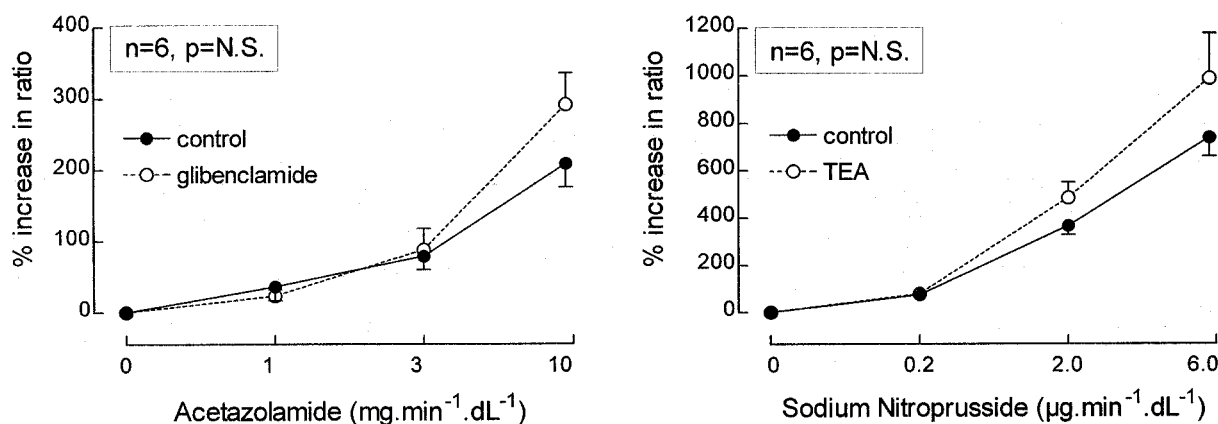 % increase in ratio
400
300
200
100
0
n=6, p=N.S.
control
glibenclamide
0
1
3
10
Acetazolamide (mg.min⁻¹.dL⁻¹)
% increase in ratio
1200
1000
800
600
400
200
0
n=6, p=N.S.
control
TEA
0
0.2
2.0
6.0
Sodium Nitroprusside (µg.min⁻¹.dL⁻¹)